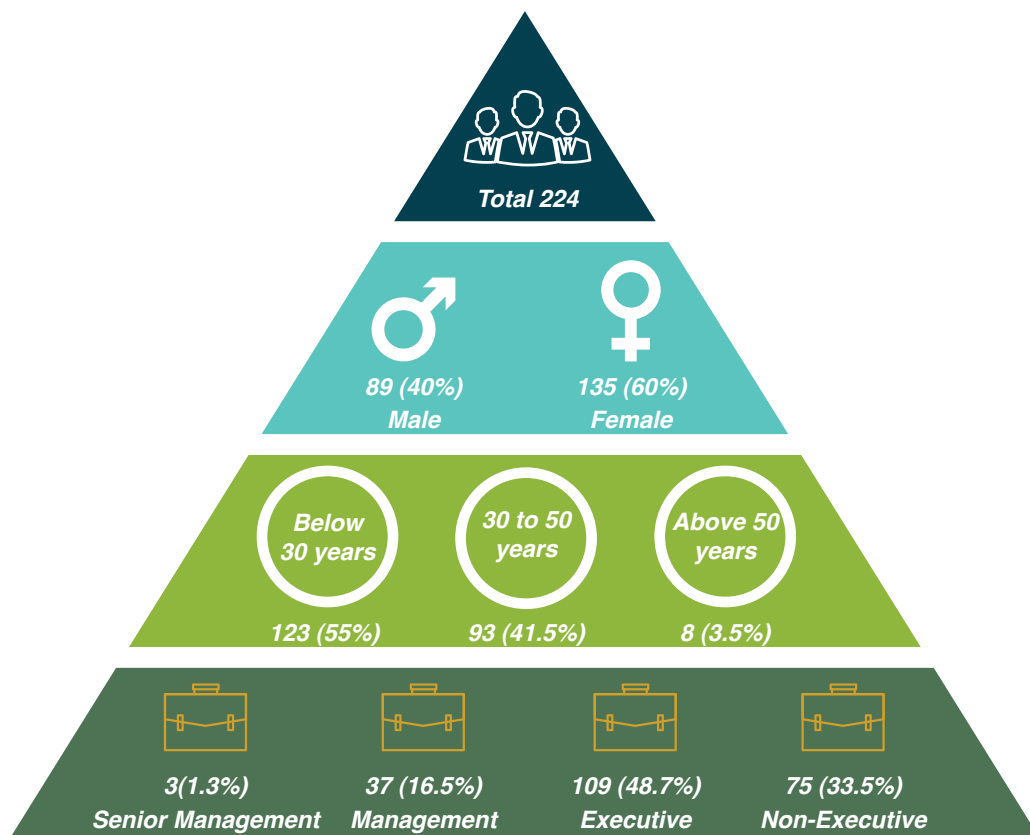 Total 224
89 (40%)
Male
135 (60%)
Female
Below
30 years
30 to 50
years
Above 50
years
123 (55%)
93 (41.5%)
8 (3.5%)
3(1.3%)
Senior Management
37 (16.5%)
Management
109 (48.7%)
Executive
75 (33.5%)
Non-Executive